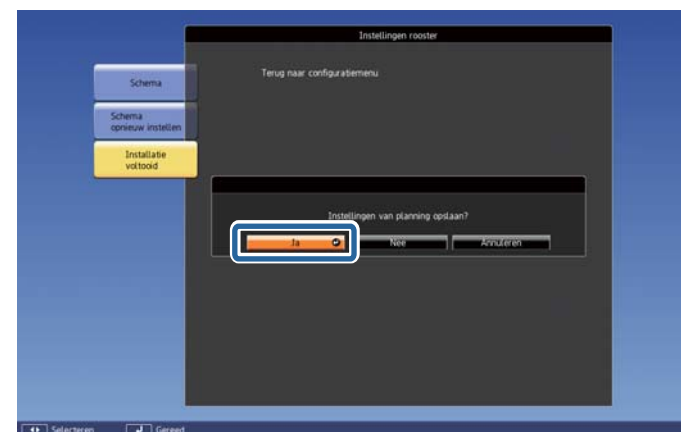 Instellingen rooster
Terug naar configuratiemenu
Schema
Schema
opnieuw instellen
Installatie
voltooid
Instellingen van planning opslaan?
Ja
Nee
Annuleren
Selecteren
Gereed